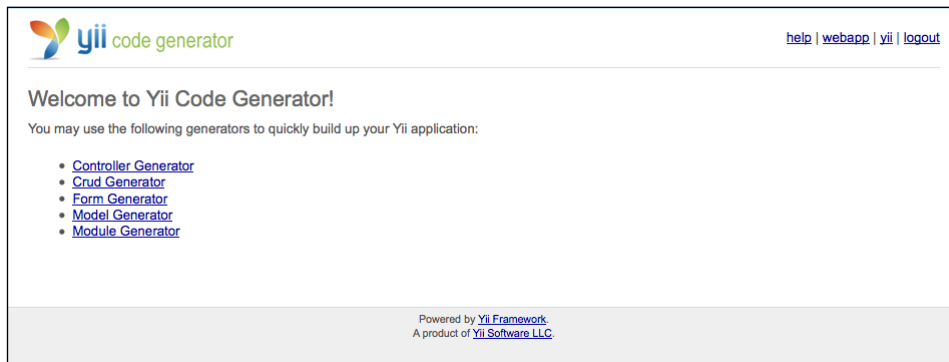 yii code generator
help | webapp | yii | logout
Welcome to Yii Code Generator!
You may use the following generators to quickly build up your Yii application:
Controller Generator
Crud Generator
Form Generator
Model Generator
Module Generator
Powered by Yii Framework.
A product of Yii Software LLC.